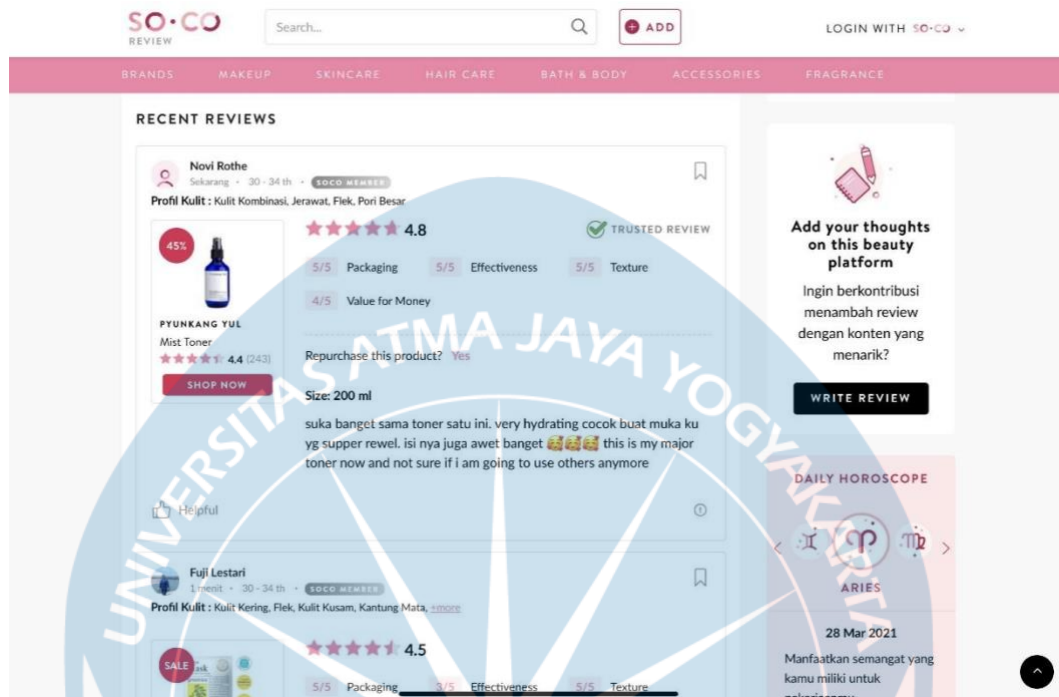 SO•CO
REVIEW
Search...
ADD
LOGIN WITH SO•CO
BRANDS MAKEUP SKINCARE HAIR CARE BATH & BODY ACCESSORIES FRAGRANCE
RECENT REVIEWS
Novi Rothe
Sekarang • 30 - 34 th • SOCO MEMBER
Profil Kulit : Kulit Kombinasi, Jerawat, Flek, Pori Besar
45%
PYUNKANG YUL
Mist Toner
4.4 (243)
SHOP NOW
4.8
TRUSTED REVIEW
5/5 Packaging 5/5 Effectiveness 5/5 Texture
4/5 Value for Money
Repurchase this product? Yes
Size: 200 ml
suka banget sama toner satu ini. very hydrating cocok buat muka ku
yg supper rewel. isi nya juga awet banget 🥰🥰🥰 this is my major
toner now and not sure if i am going to use others anymore
Helpful
Fuji Lestari
1 menit • 30 - 34 th • SOCO MEMBER
Profil Kulit : Kulit Kering, Flek, Kulit Kusam, Kantung Mata, +more
SALE
4.5
5/5 Packaging 3/5 Effectiveness 5/5 Texture
Add your thoughts
on this beauty
platform
Ingin berkontribusi
menambah review
dengan konten yang
menarik?
WRITE REVIEW
DAILY HOROSCOPE
ARIES
28 Mar 2021
Manfaatkan semangat yang
kamu miliki untuk
UNIVERSITAS ATMA JAYA YOGYAKARTA